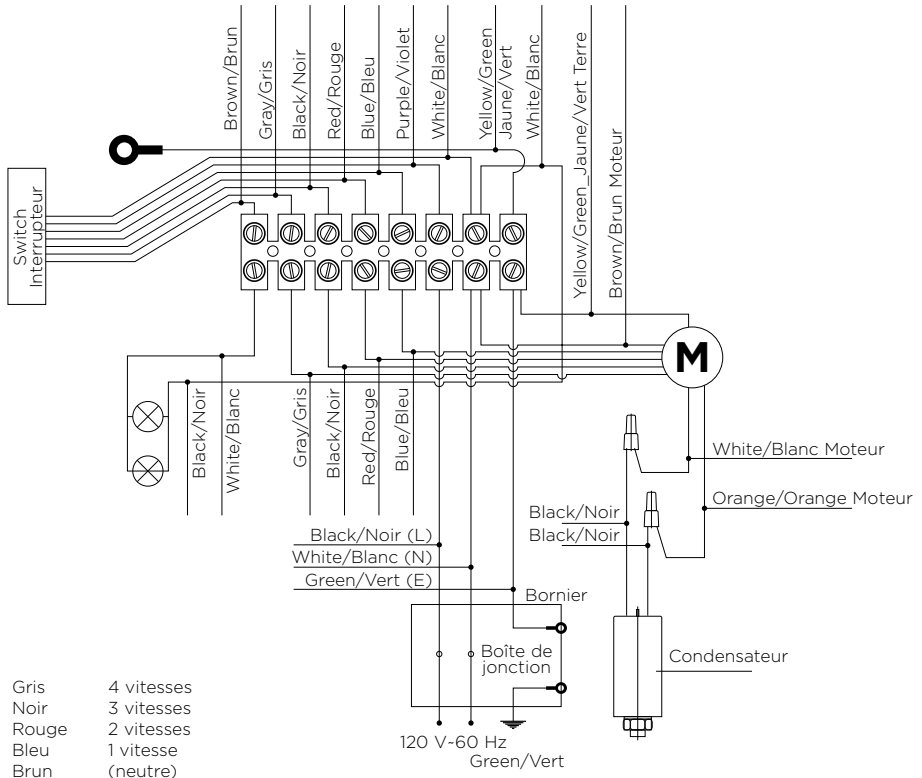 Brown/Brun
Gray/Gris
Black/Noir
Red/Rouge
Blue/Bleu
Purple/Violet
White/Blanc
Yellow/Green
Jaune/Vert
White/Blanc
Yellow/Green_Jaune/Vert Terre
Brown/Brun Moteur
Switch
Interrupteur
M
Black/Noir
White/Blanc
Gray/Gris
Black/Noir
Red/Rouge
Blue/Bleu
White/Blanc Moteur
Orange/Orange Moteur
Black/Noir
Black/Noir
Black/Noir (L)
White/Blanc (N)
Green/Vert (E)
Bornier
Boîte de
jonction
Condensateur
120 V~60 Hz
Green/Vert
Gris 4 vitesses
Noir 3 vitesses
Rouge 2 vitesses
Bleu 1 vitesse
Brun (neutre)